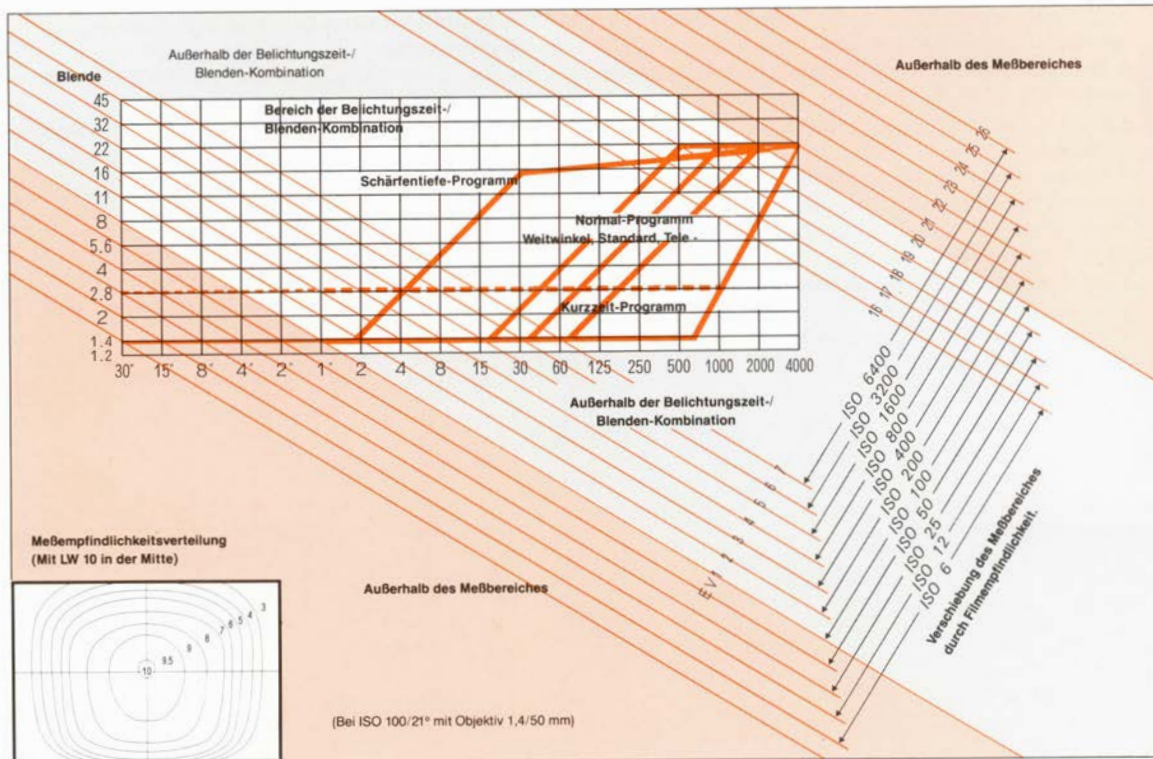 Außerhalb der Belichtungszeit-/
Blenden-Kombination
Außerhalb des Meßbereiches
Blende
45
32
22
16
11
8
5.6
4
2.8
2
1.4
1.2
Bereich der Belichtungszeit-/
Blenden-Kombination
Schärfentiefe-Programm
Normal-Programm
Weitwinkel, Standard, Tele -
Kurzzeit-Programm
30″ 15″ 8″ 4″ 2″ 1″ 2 4 8 15 30 60 125 250 500 1000 2000 4000
Außerhalb der Belichtungszeit-/
Blenden-Kombination
16 17 18 19 20 21 22 23 24 25 26
EV1 2 3 4 5 6 7
ISO 6400
ISO 3200
ISO 1600
ISO 800
ISO 400
ISO 200
ISO 100
ISO 50
ISO 25
ISO 12
ISO 6
Verschiebung des Meßbereiches
durch Filmempfindlichkeit.
Meßempfindlichkeitsverteilung
(Mit LW 10 in der Mitte)
10 9.5 9 8 7 6 5 4 3
Außerhalb des Meßbereiches
(Bei ISO 100/21° mit Objektiv 1,4/50 mm)